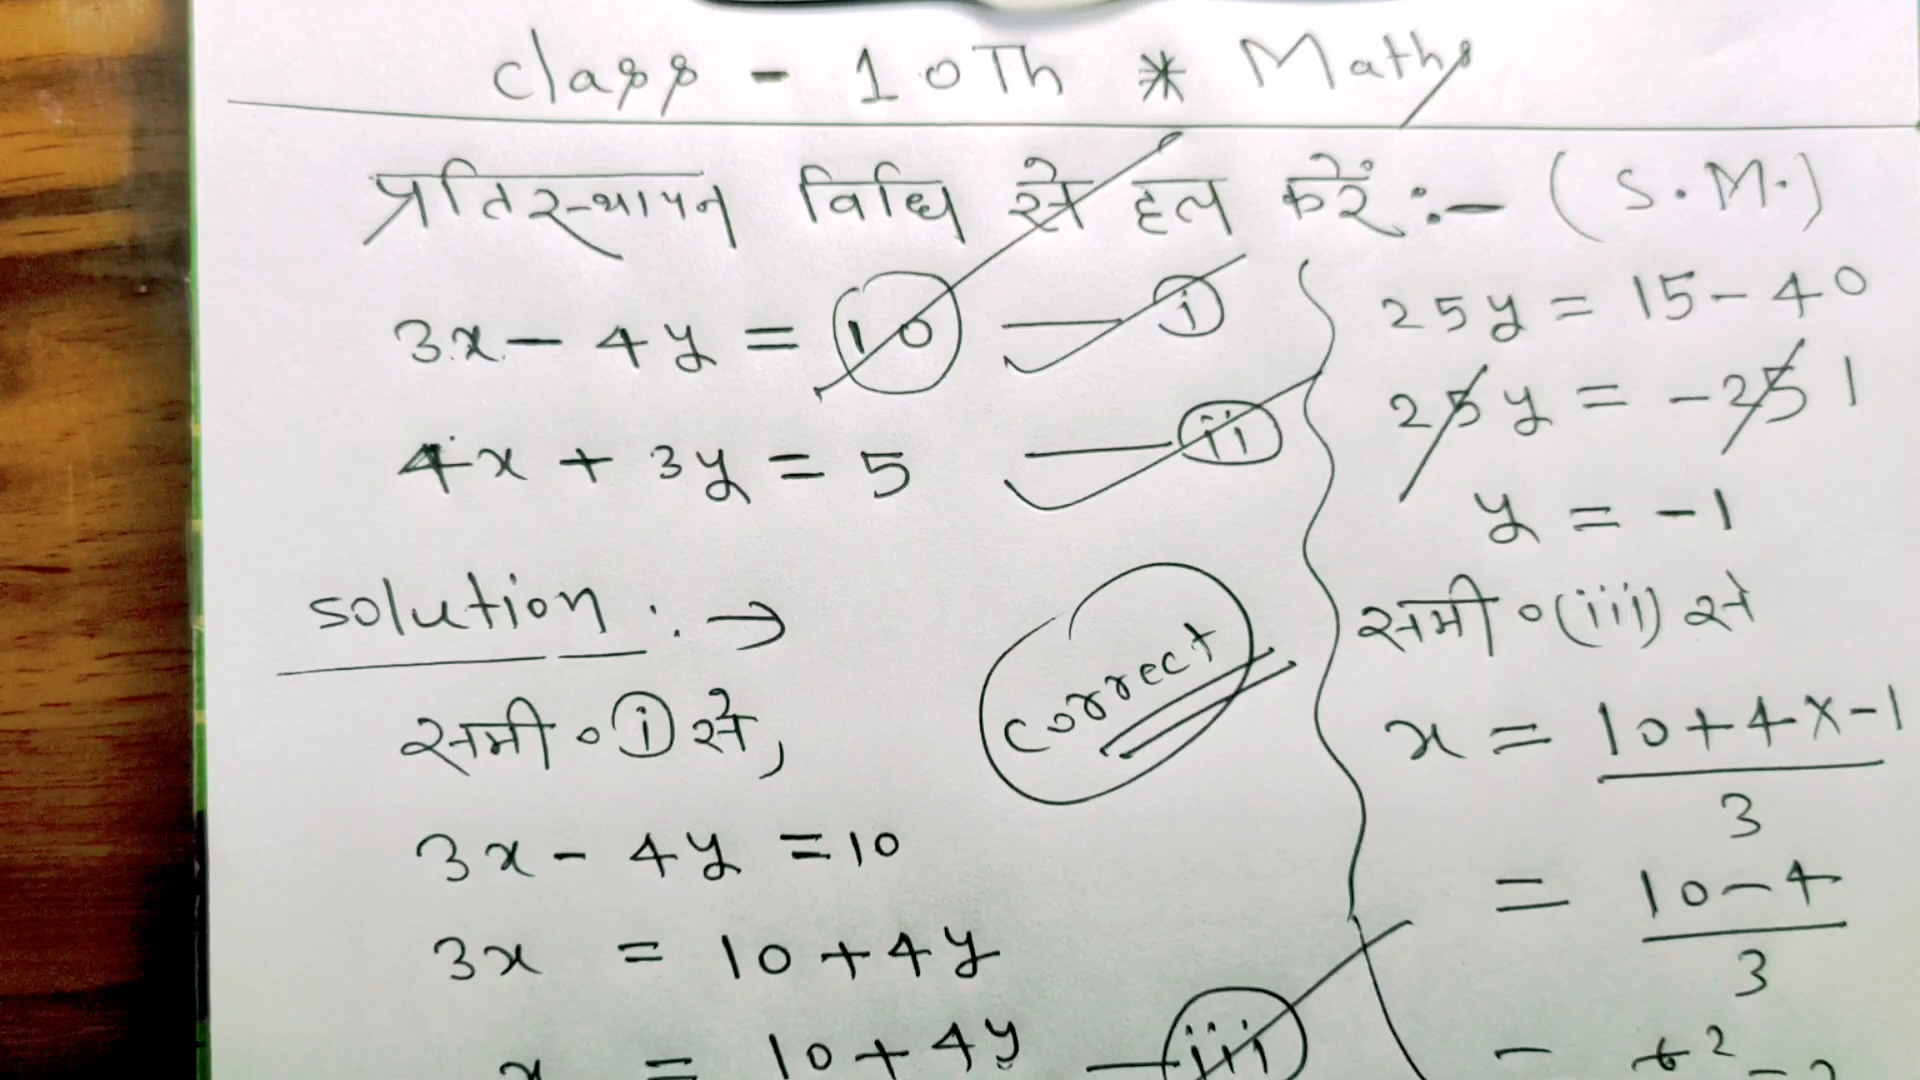 Class - 10Th * Maths
प्रतिस्थापन विधि से हल करें :- (S.M.)
3x - 4y = 10 — (i)
4x + 3y = 5 — (ii)
Solution :→
समी० (i) से,
correct
3x - 4y = 10
3x = 10 + 4y
x = 10 + 4y — (iii)
25y = 15 - 40
25y = -25 1
y = -1
समी० (iii) से
x = 10+4x-1
3
= 10-4
3